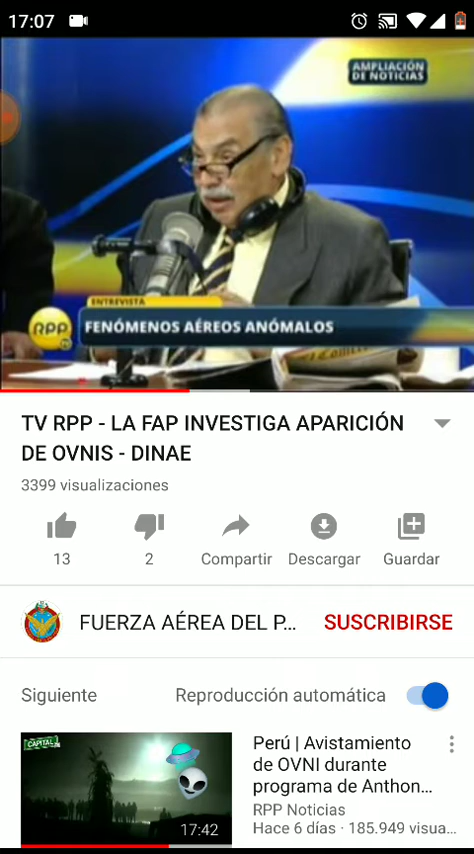 17:07
AMPLIACIÓN
DE NOTICIAS
ENTREVISTA
RPP
TV
FENÓMENOS AÉREOS ANÓMALOS
TV RPP - LA FAP INVESTIGA APARICIÓN
DE OVNIS - DINAE
3399 visualizaciones
13
2
Compartir
Descargar
Guardar
FUERZA AÉREA DEL P...
SUSCRIBIRSE
Siguiente
Reproducción automática
CAPITAL
17:42
Perú | Avistamiento
de OVNI durante
programa de Anthon...
RPP Noticias
Hace 6 días · 185.949 visua...